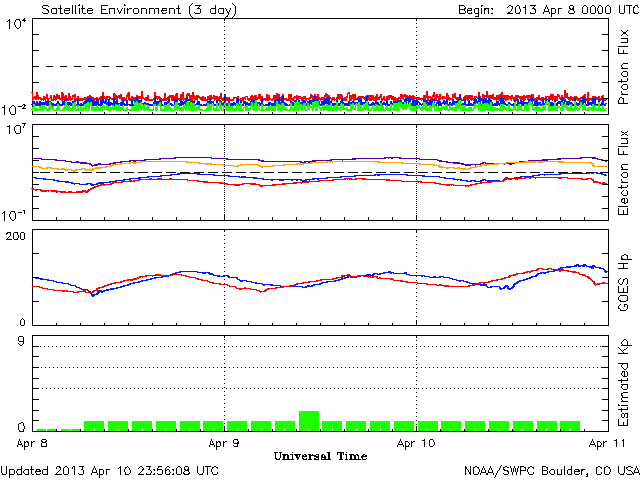 Satellite Environment (3 day)
Begin: 2013 Apr 8 0000 UTC
10^4
10^-2
Proton Flux
10^7
10^-1
Electron Flux
200
0
GOES Hp
9
0
Estimated Kp
Apr 8
Apr 9
Apr 10
Apr 11
Universal Time
Updated 2013 Apr 10 23:56:08 UTC
NOAA/SWPC Boulder, CO USA